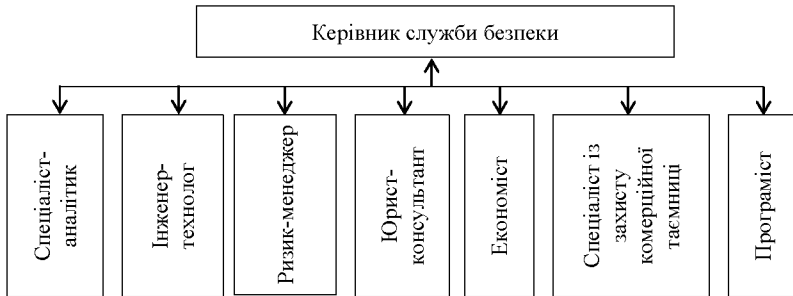 Керівник служби безпеки
Спеціаліст-
аналітик
Інженер-
технолог
Ризик-менеджер
Юрист-
консультант
Економіст
Спеціаліст із
захисту
комерційної
таємниці
Програміст